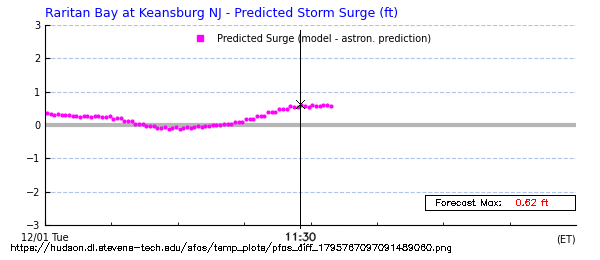 Raritan Bay at Keansburg NJ - Predicted Storm Surge (ft)
Predicted Surge (model - astron. prediction)
3
2
1
0
−1
−2
−3
Forecast Max: 0.62 ft
12/01 Tue 11:30 (ET)
https://hudson.dl.stevens-tech.edu/sfos/temp_plots/pfos_diff_1795767097091489060.png